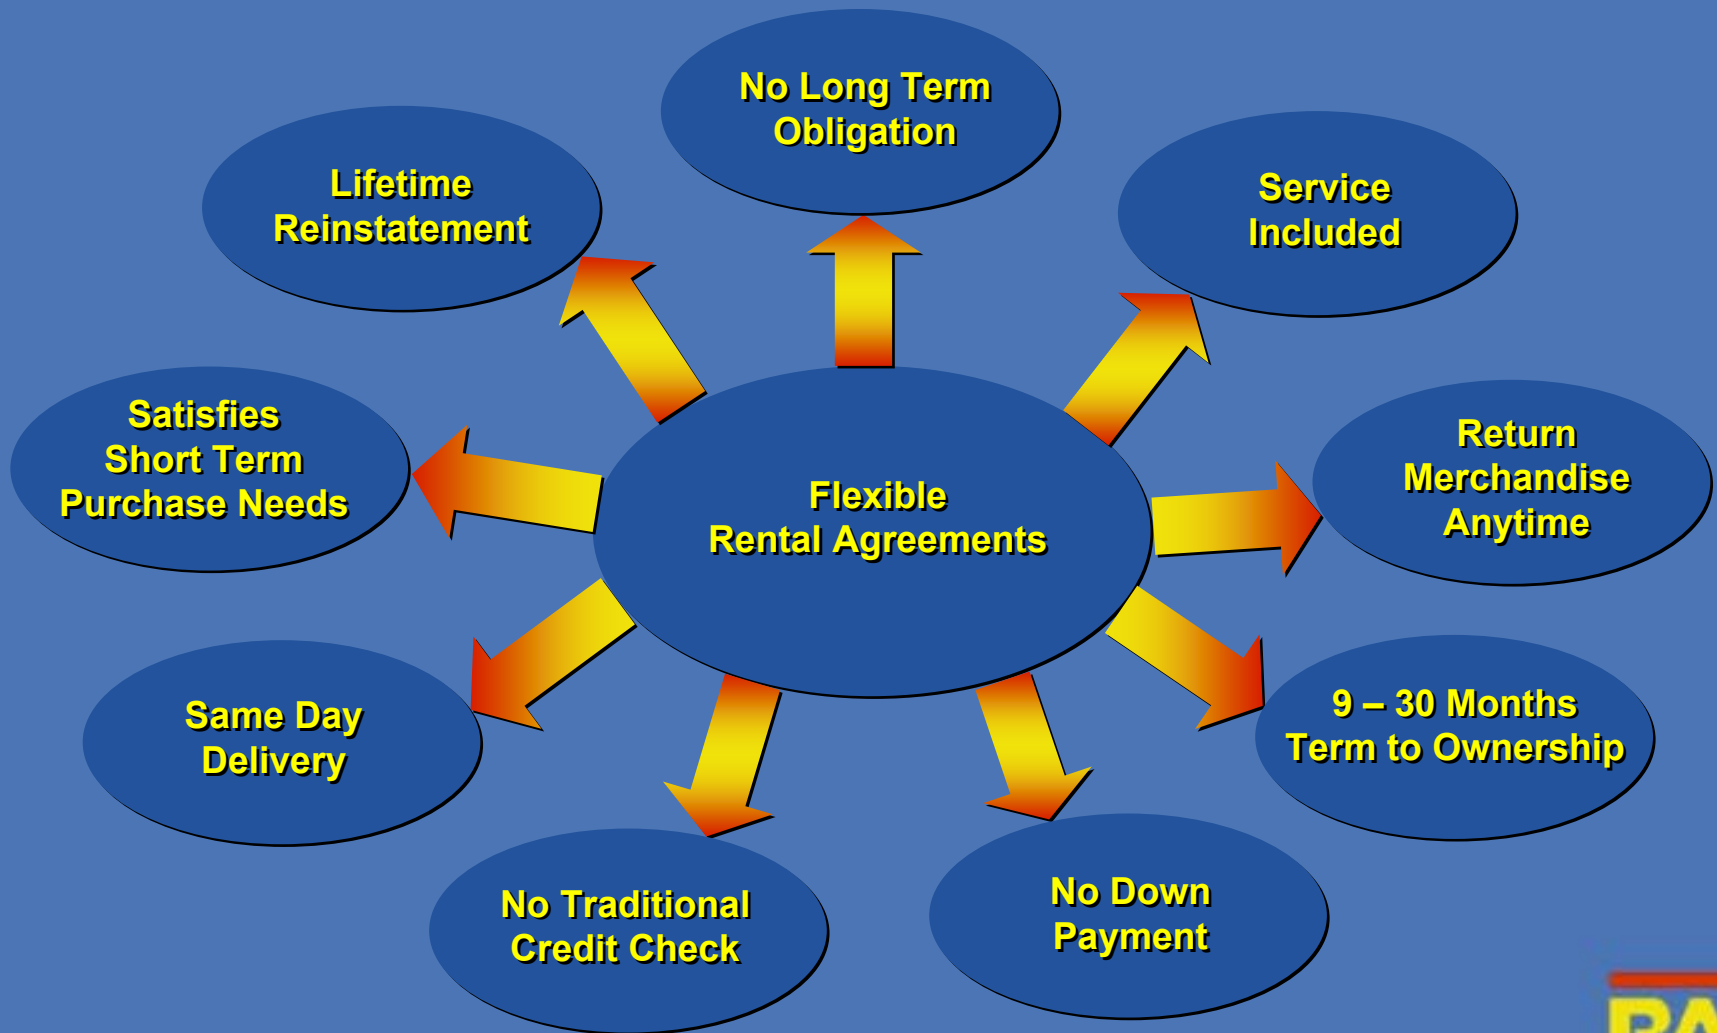 No Long Term
Obligation
Lifetime
Reinstatement
Service
Included
Satisfies
Short Term
Purchase Needs
Return
Merchandise
Anytime
Flexible
Rental Agreements
Same Day
Delivery
9 – 30 Months
Term to Ownership
No Traditional
Credit Check
No Down
Payment